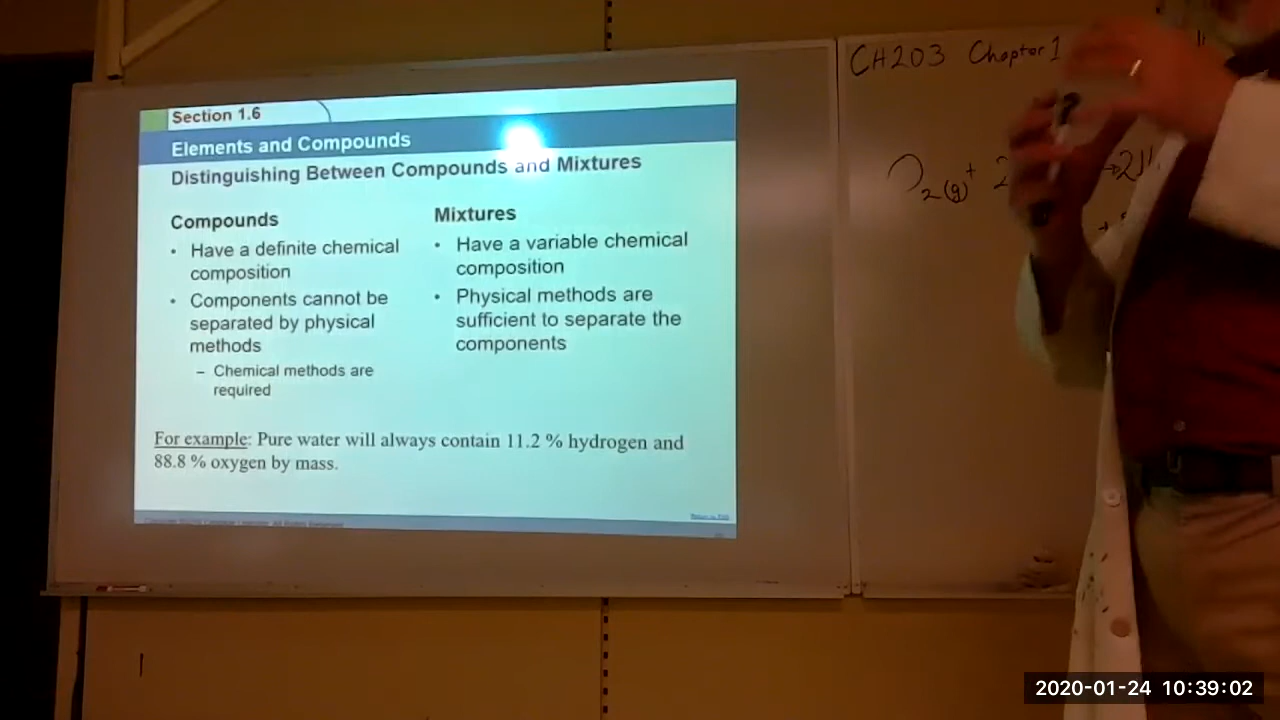 Section 1.6
Elements and Compounds
Distinguishing Between Compounds and Mixtures
Compounds
• Have a definite chemical
composition
• Components cannot be
separated by physical
methods
– Chemical methods are
required
Mixtures
• Have a variable chemical
composition
• Physical methods are
sufficient to separate the
components
For example: Pure water will always contain 11.2 % hydrogen and
88.8 % oxygen by mass.
CH203 Chapter 1
2(g) + 2
2020-01-24 10:39:02